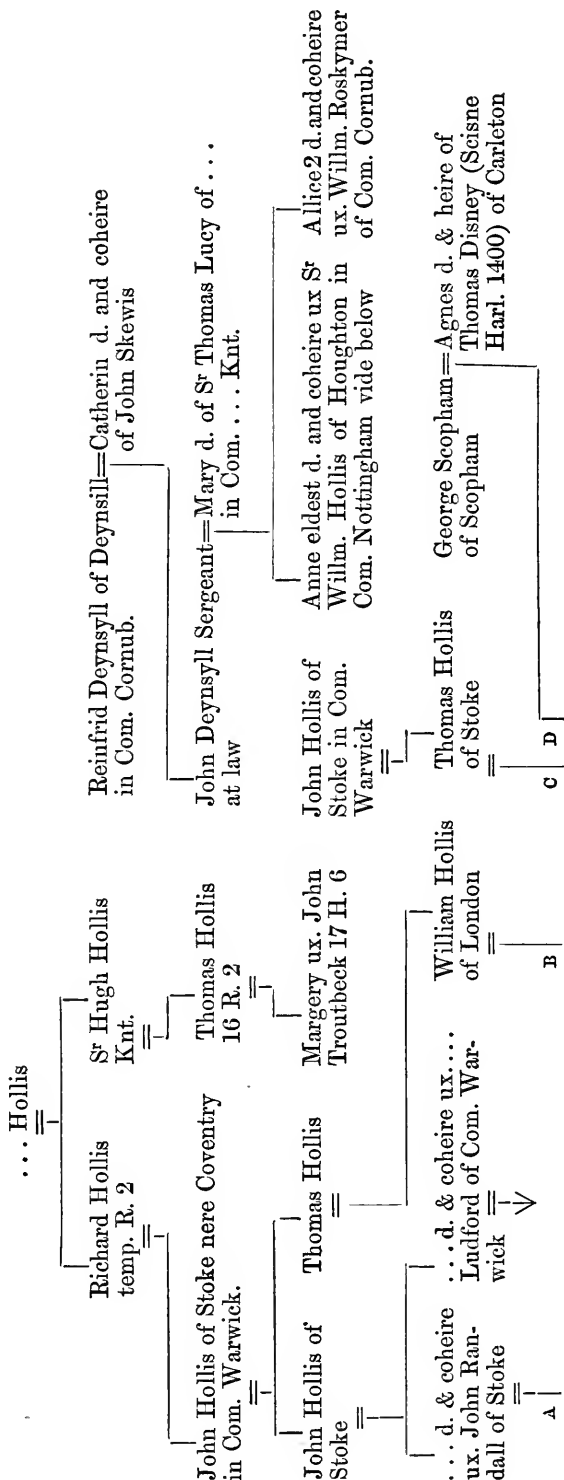 ... Hollis
Richard Hollis
temp. R. 2
Sr Hugh Hollis
Knt.
Reinfrid Deynsyll of Deynsill=Catherin d. and coheire
in Com. Cornub.
of John Skewis
John Hollis of Stoke nere Coventry
in Com. Warwick.
Thomas Hollis
16 R. 2
John Deynsyll Sergeant=Mary d. of Sr Thomas Lucy of ...
at law
in Com. ... Knt.
John Hollis of
Stoke
Thomas Hollis
Margery ux. John
Troutbeck 17 H. 6
John Hollis of
Stoke in Com.
Warwick
Anne eldest d. and coheire ux Sr
Willm. Hollis of Houghton in
Com. Nottingham vide below
Allice 2 d. and coheire
ux. Willm. Roskymer
of Com. Cornub.
... d. & coheire
ux. John Ran-
dall of Stoke
... d. & coheire ux. ...
Ludford of Com. War-
wick
William Hollis
of London
Thomas Hollis
of Stoke
George Scopham=Agnes d. & heire of
of Scopham
Thomas Disney (Scisne
Harl. 1400) of Carleton
A
B
C
D